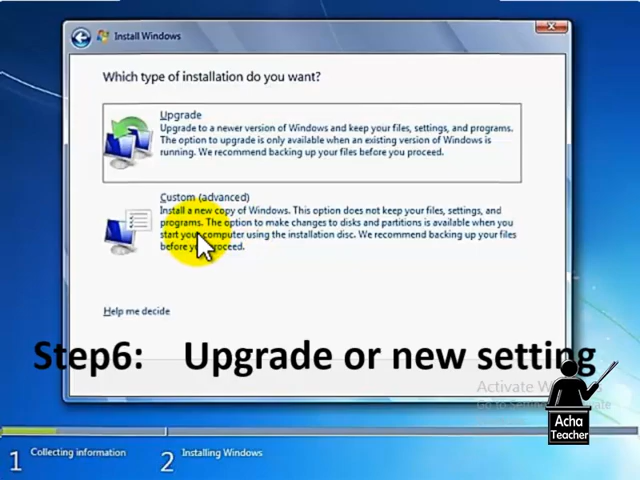 Install Windows
Which type of installation do you want?
Upgrade
Upgrade to a newer version of Windows and keep your files, settings, and programs.
The option to upgrade is only available when an existing version of Windows is
running. We recommend backing up your files before you proceed.
Custom (advanced)
Install a new copy of Windows. This option does not keep your files, settings, and
programs. The option to make changes to disks and partitions is available when you
start your computer using the installation disc. We recommend backing up your files
before you proceed.
Help me decide
Step6: Upgrade or new setting
Activate W
Go to Se
Acha
Teacher
1 Collecting information
2 Installing Windows